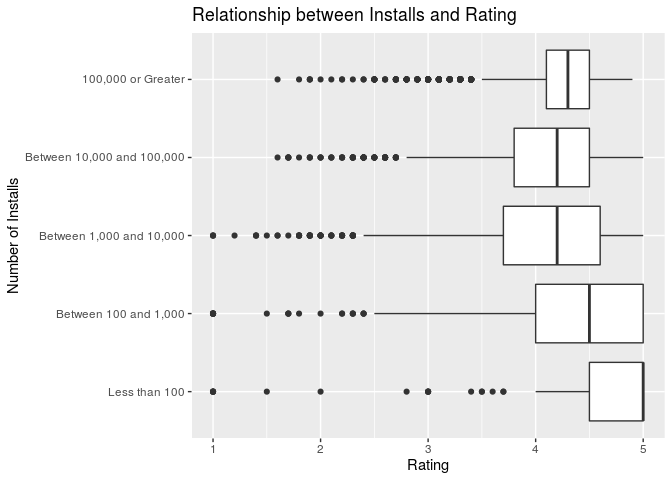 Relationship between Installs and Rating
Number of Installs
100,000 or Greater
Between 10,000 and 100,000
Between 1,000 and 10,000
Between 100 and 1,000
Less than 100
1 2 3 4 5
Rating